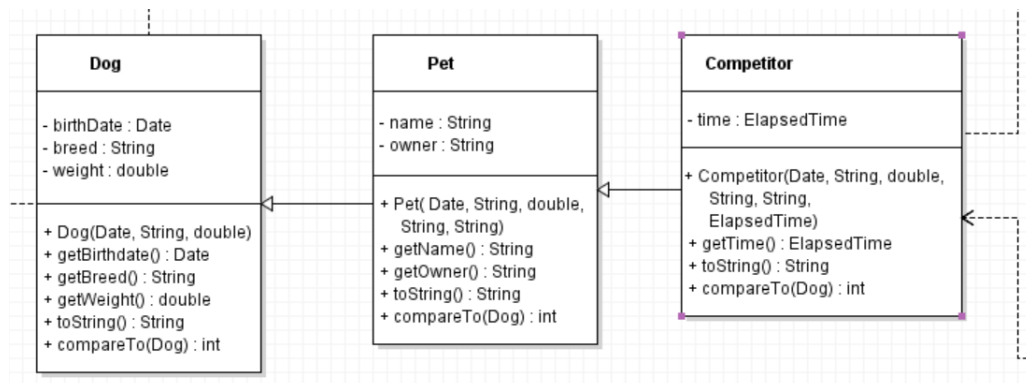 Dog
- birthDate : Date
- breed : String
- weight : double
+ Dog(Date, String, double)
+ getBirthdate() : Date
+ getBreed() : String
+ getWeight() : double
+ toString() : String
+ compareTo(Dog) : int
Pet
- name : String
- owner : String
+ Pet( Date, String, double,
String, String)
+ getName() : String
+ getOwner() : String
+ toString() : String
+ compareTo(Dog) : int
Competitor
- time : ElapsedTime
+ Competitor(Date, String, double,
String, String,
ElapsedTime)
+ getTime() : ElapsedTime
+ toString() : String
+ compareTo(Dog) : int